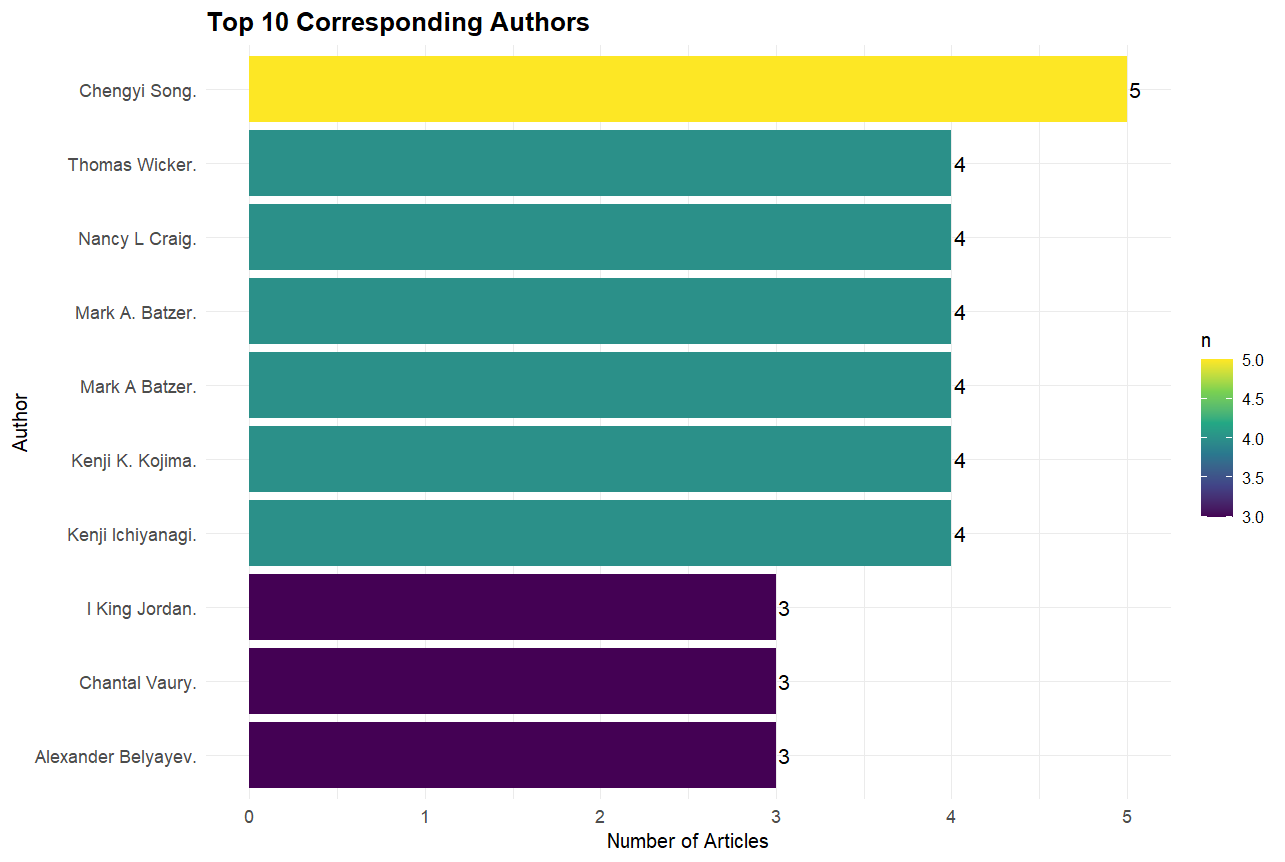 Top 10 Corresponding Authors
Chengyi Song.
5
Thomas Wicker.
4
Nancy L Craig.
4
Mark A. Batzer.
4
Mark A Batzer.
4
Kenji K. Kojima.
4
Kenji Ichiyanagi.
4
I King Jordan.
3
Chantal Vaury.
3
Alexander Belyayev.
3
Author
0 1 2 3 4 5
Number of Articles
n
5.0
4.5
4.0
3.5
3.0